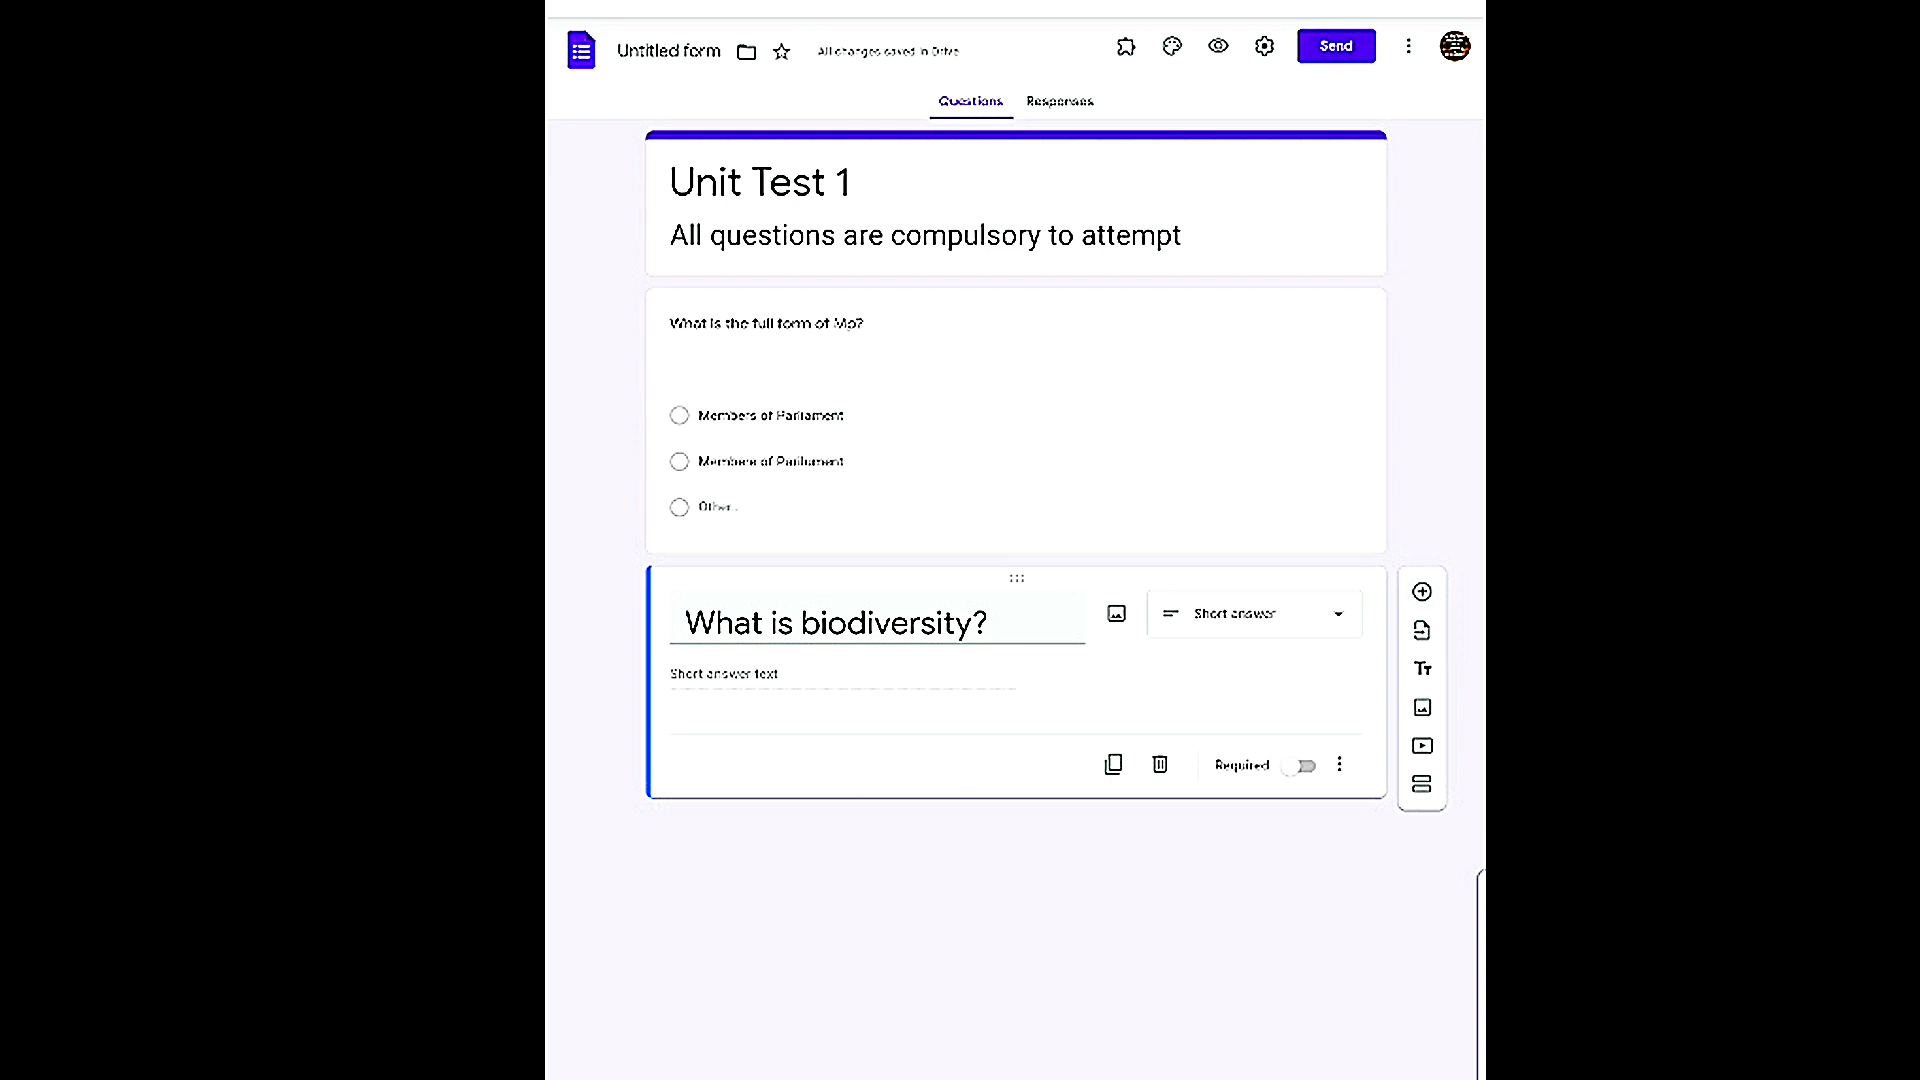 Untitled form
All changes saved in Drive
Send
Questions Responses
Unit Test 1
All questions are compulsory to attempt
What is the full form of Mp?
Members of Parliament
Members of Parliament
Other...
What is biodiversity?
Short answer
Short answer text
Required